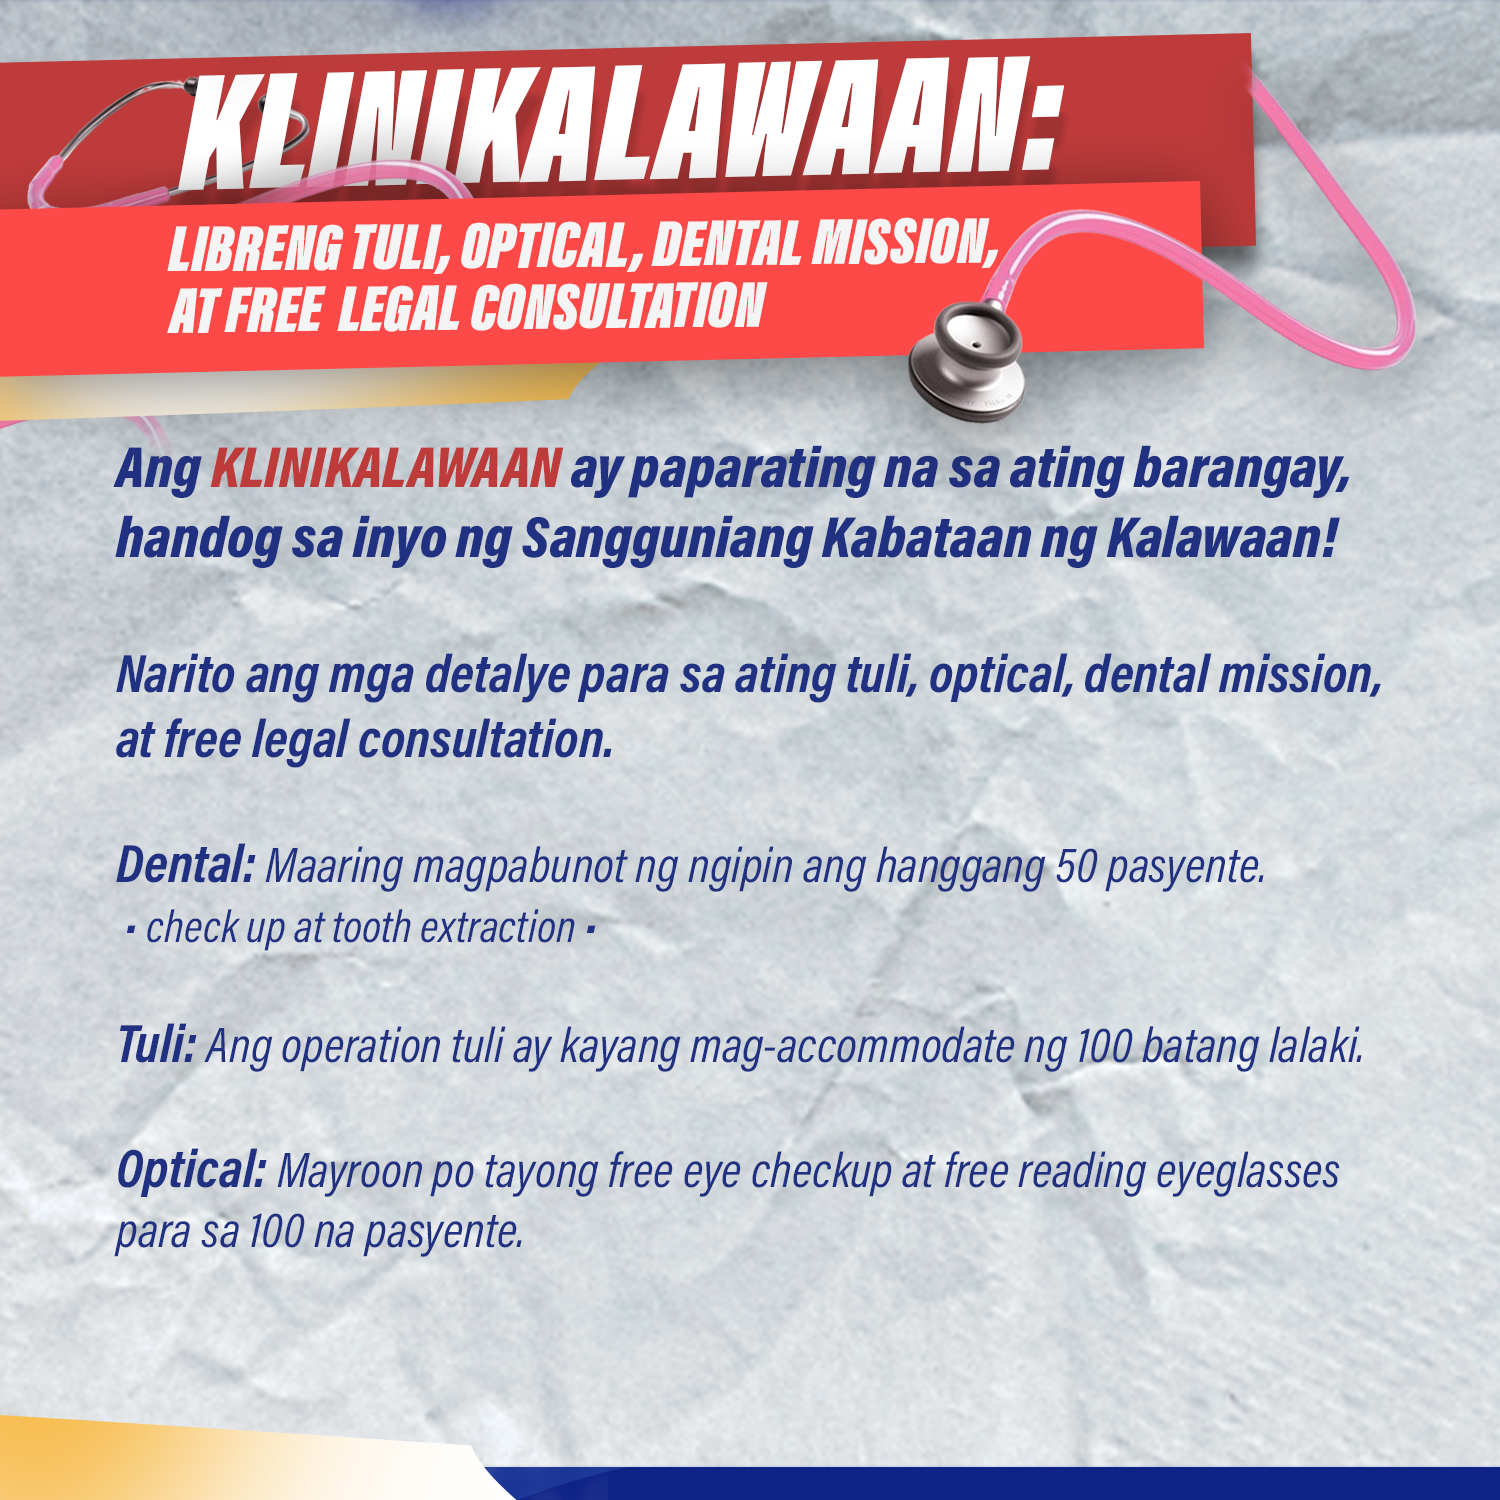 KLINIKALAWAAN:
LIBRENG TULI, OPTICAL, DENTAL MISSION,
AT FREE LEGAL CONSULTATION
Ang KLINIKALAWAAN ay paparating na sa ating barangay,
handog sa inyo ng Sangguniang Kabataan ng Kalawaan!
Narito ang mga detalye para sa ating tuli, optical, dental mission,
at free legal consultation.
Dental: Maaring magpabunot ng ngipin ang hanggang 50 pasyente.
· check up at tooth extraction ·
Tuli: Ang operation tuli ay kayang mag-accommodate ng 100 batang lalaki.
Optical: Mayroon po tayong free eye checkup at free reading eyeglasses
para sa 100 na pasyente.